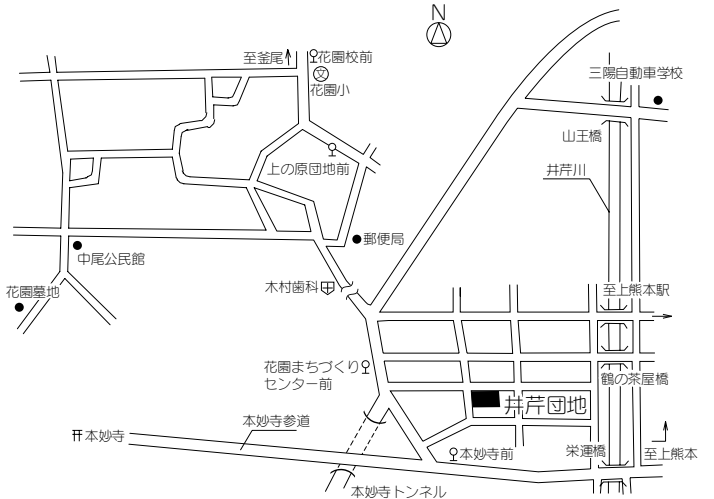 N
至釜尾
花園校前
文
花園小
三陽自動車学校
山王橋
上の原団地前
井芹川
郵便局
中尾公民館
花園墓地
木村歯科
至上熊本駅
花園まちづくり
センター前
鶴の茶屋橋
井芹団地
本妙寺参道
本妙寺
本妙寺前
栄運橋
至上熊本
本妙寺トンネル